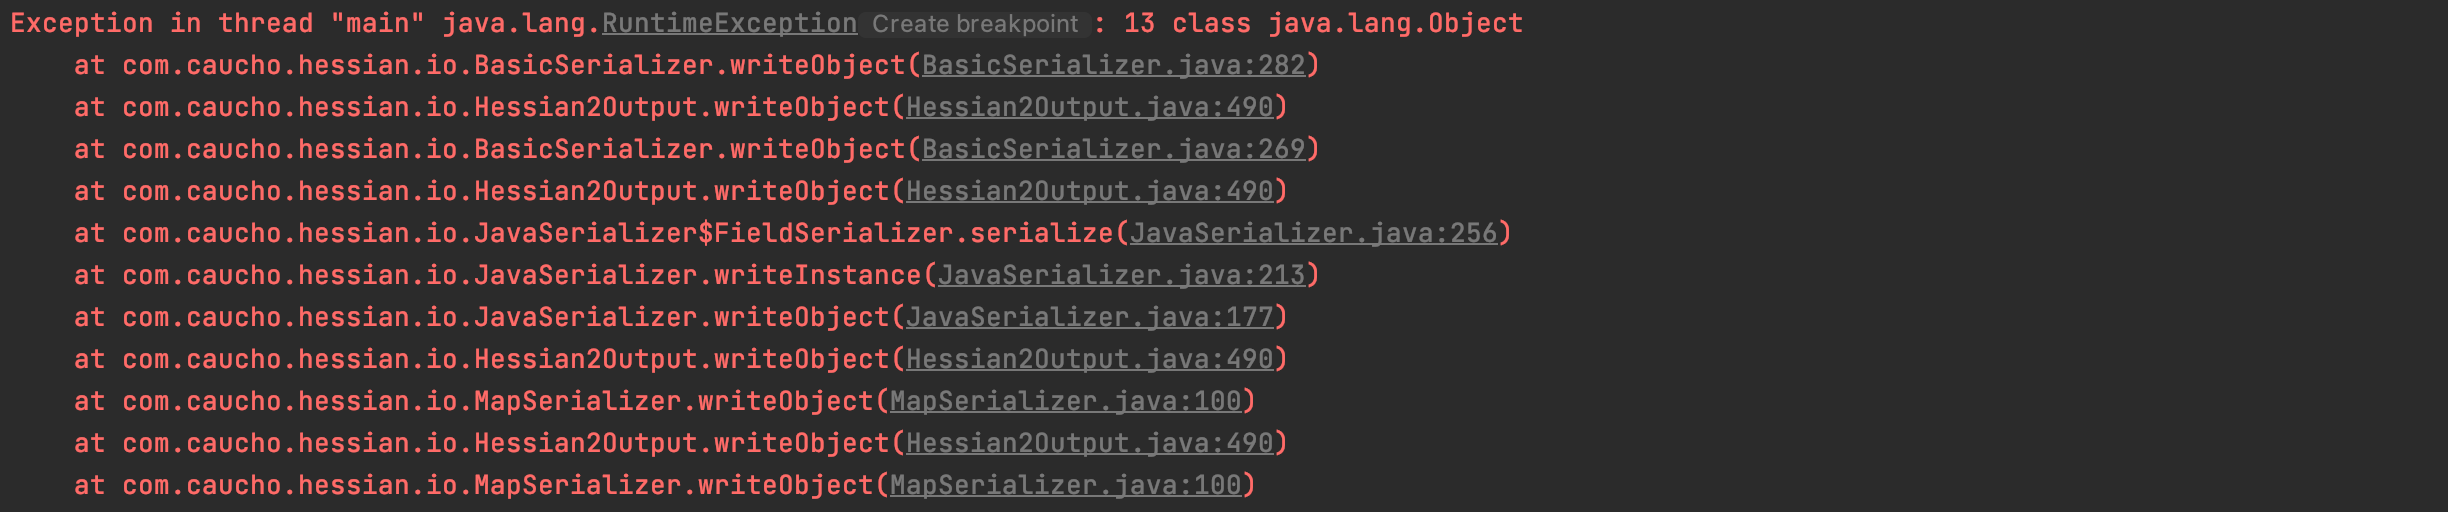 Exception in thread "main" java.lang.RuntimeException Create breakpoint : 13 class java.lang.Object
    at com.caucho.hessian.io.BasicSerializer.writeObject(BasicSerializer.java:282)
    at com.caucho.hessian.io.Hessian2Output.writeObject(Hessian2Output.java:490)
    at com.caucho.hessian.io.BasicSerializer.writeObject(BasicSerializer.java:269)
    at com.caucho.hessian.io.Hessian2Output.writeObject(Hessian2Output.java:490)
    at com.caucho.hessian.io.JavaSerializer$FieldSerializer.serialize(JavaSerializer.java:256)
    at com.caucho.hessian.io.JavaSerializer.writeInstance(JavaSerializer.java:213)
    at com.caucho.hessian.io.JavaSerializer.writeObject(JavaSerializer.java:177)
    at com.caucho.hessian.io.Hessian2Output.writeObject(Hessian2Output.java:490)
    at com.caucho.hessian.io.MapSerializer.writeObject(MapSerializer.java:100)
    at com.caucho.hessian.io.Hessian2Output.writeObject(Hessian2Output.java:490)
    at com.caucho.hessian.io.MapSerializer.writeObject(MapSerializer.java:100)